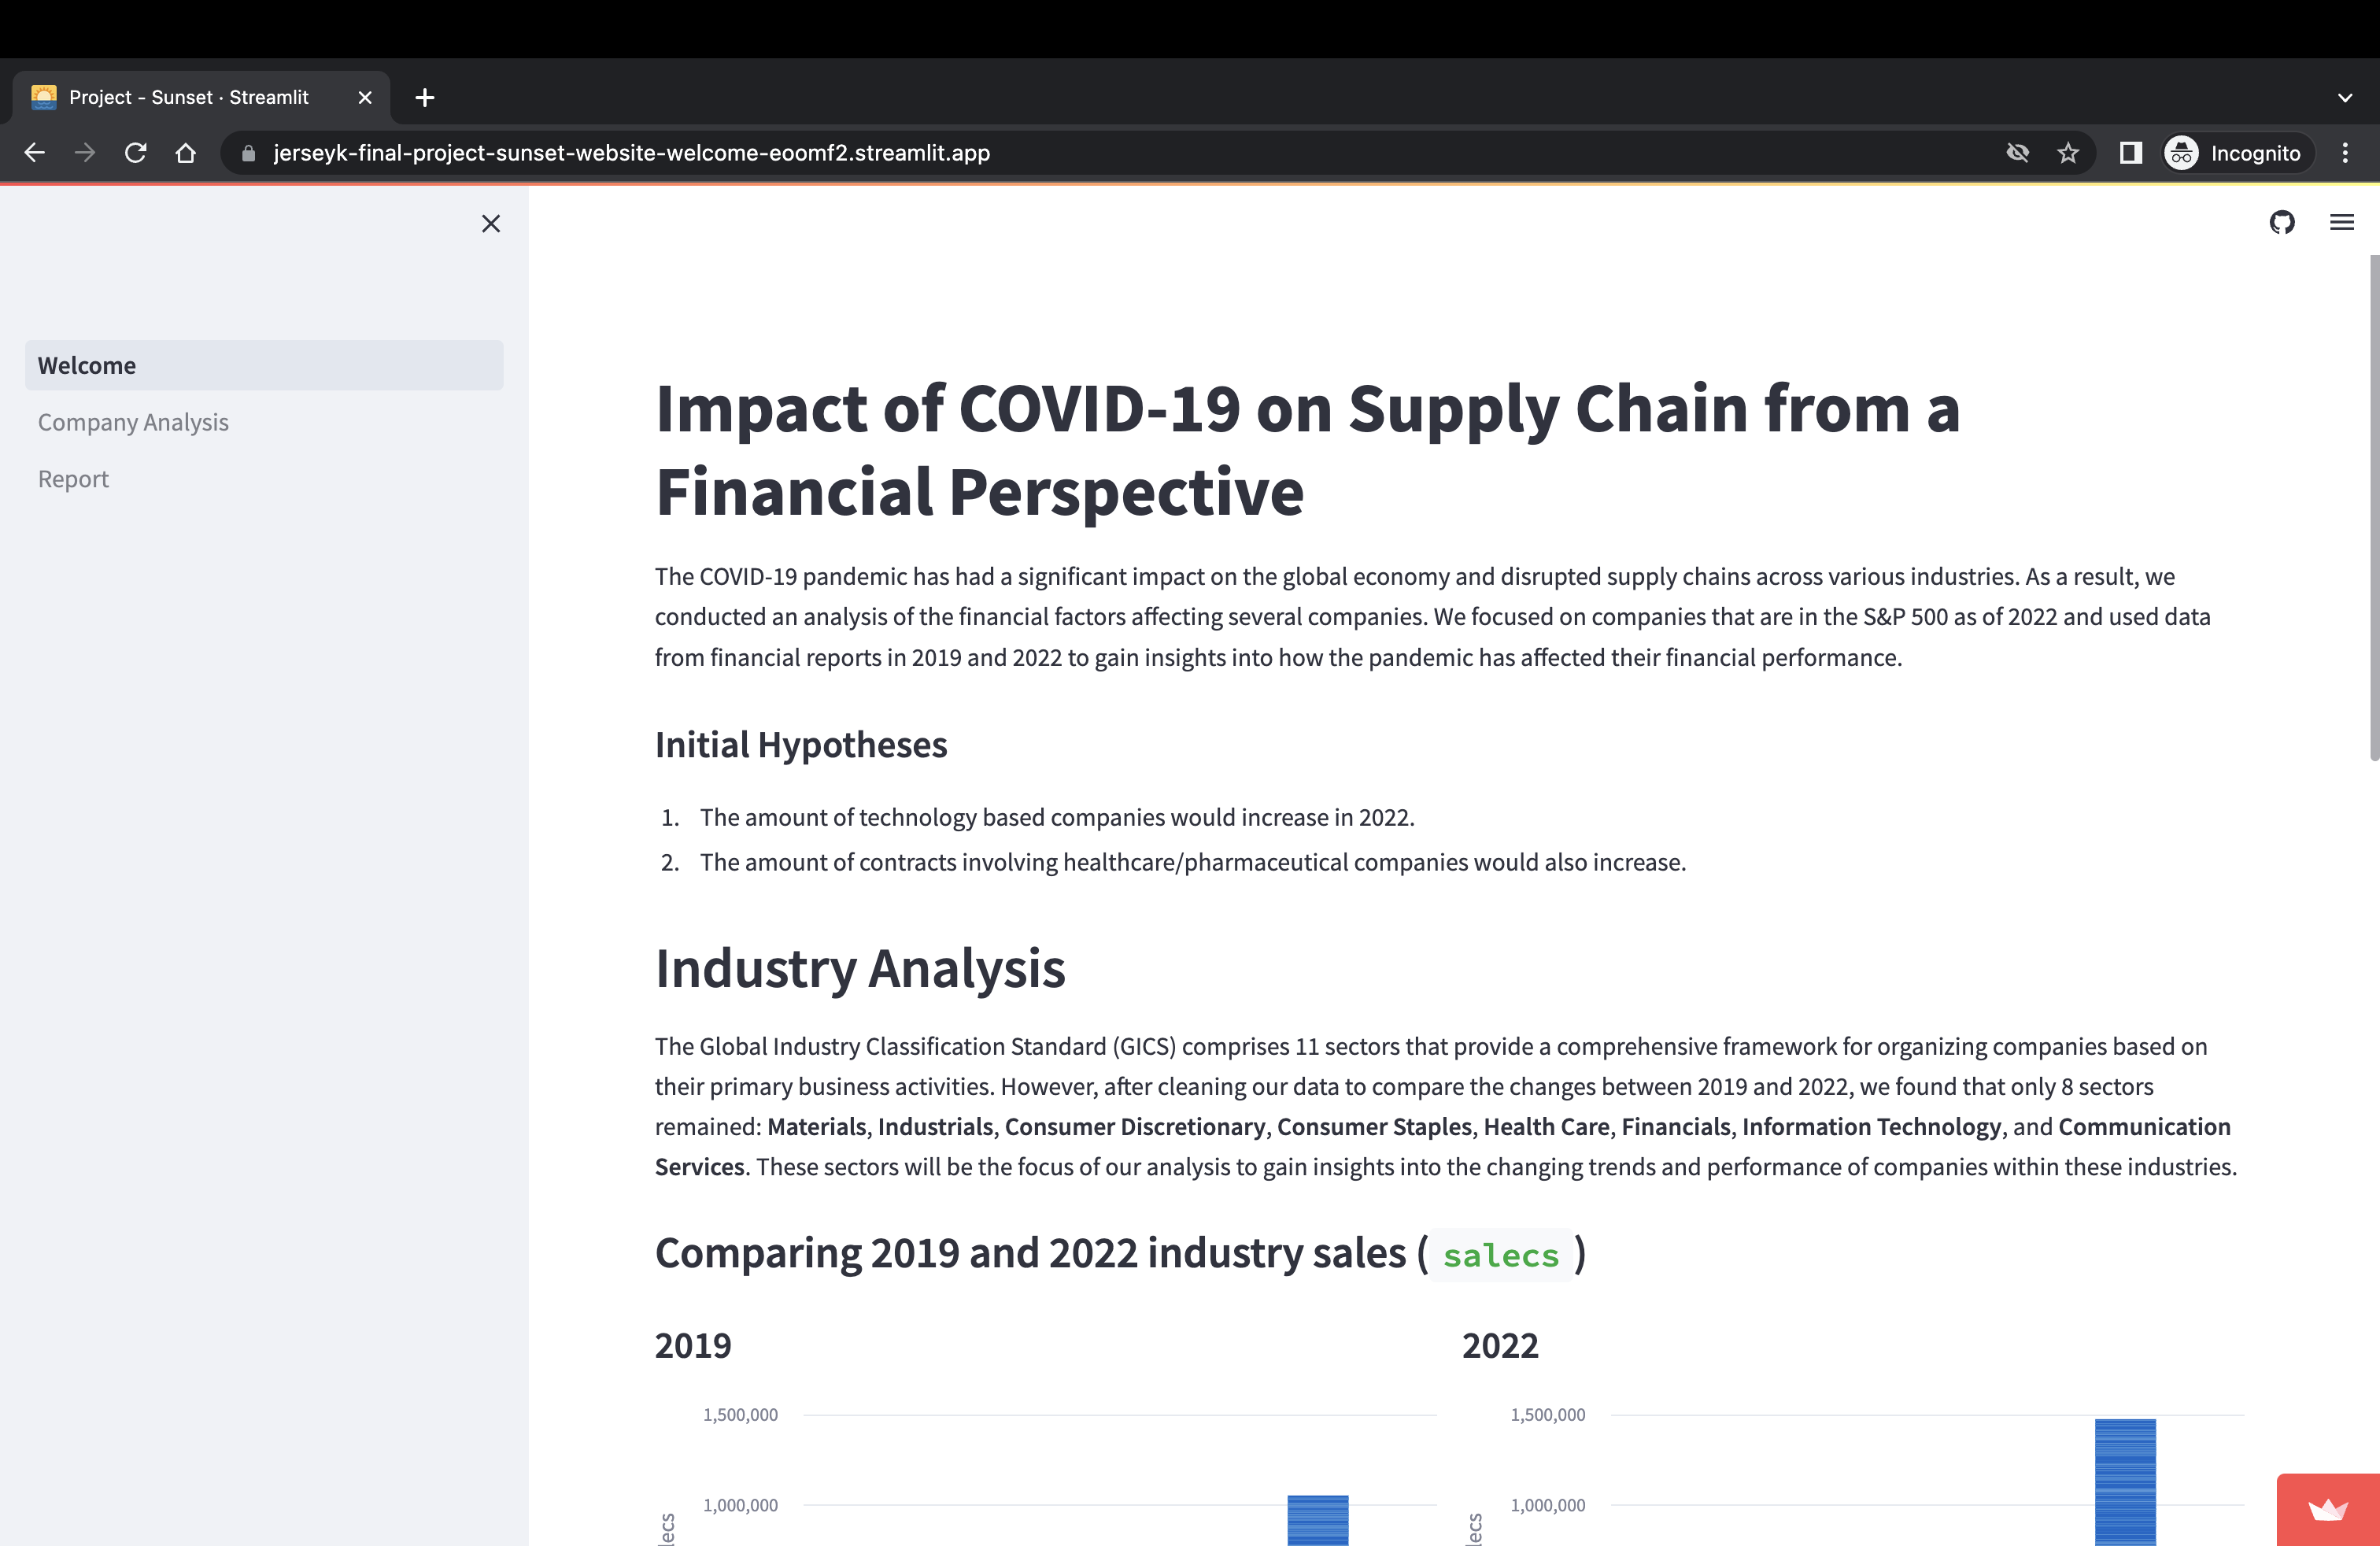 Project - Sunset · Streamlit
jerseyk-final-project-sunset-website-welcome-eoomf2.streamlit.app
Incognito
Welcome
Company Analysis
Report
Impact of COVID-19 on Supply Chain from a
Financial Perspective
The COVID-19 pandemic has had a significant impact on the global economy and disrupted supply chains across various industries. As a result, we
conducted an analysis of the financial factors affecting several companies. We focused on companies that are in the S&P 500 as of 2022 and used data
from financial reports in 2019 and 2022 to gain insights into how the pandemic has affected their financial performance.
Initial Hypotheses
1. The amount of technology based companies would increase in 2022.
2. The amount of contracts involving healthcare/pharmaceutical companies would also increase.
Industry Analysis
The Global Industry Classification Standard (GICS) comprises 11 sectors that provide a comprehensive framework for organizing companies based on
their primary business activities. However, after cleaning our data to compare the changes between 2019 and 2022, we found that only 8 sectors
remained: Materials, Industrials, Consumer Discretionary, Consumer Staples, Health Care, Financials, Information Technology, and Communication
Services. These sectors will be the focus of our analysis to gain insights into the changing trends and performance of companies within these industries.
Comparing 2019 and 2022 industry sales ( salecs )
2019
1,500,000
1,000,000
lecs
2022
1,500,000
1,000,000
lecs